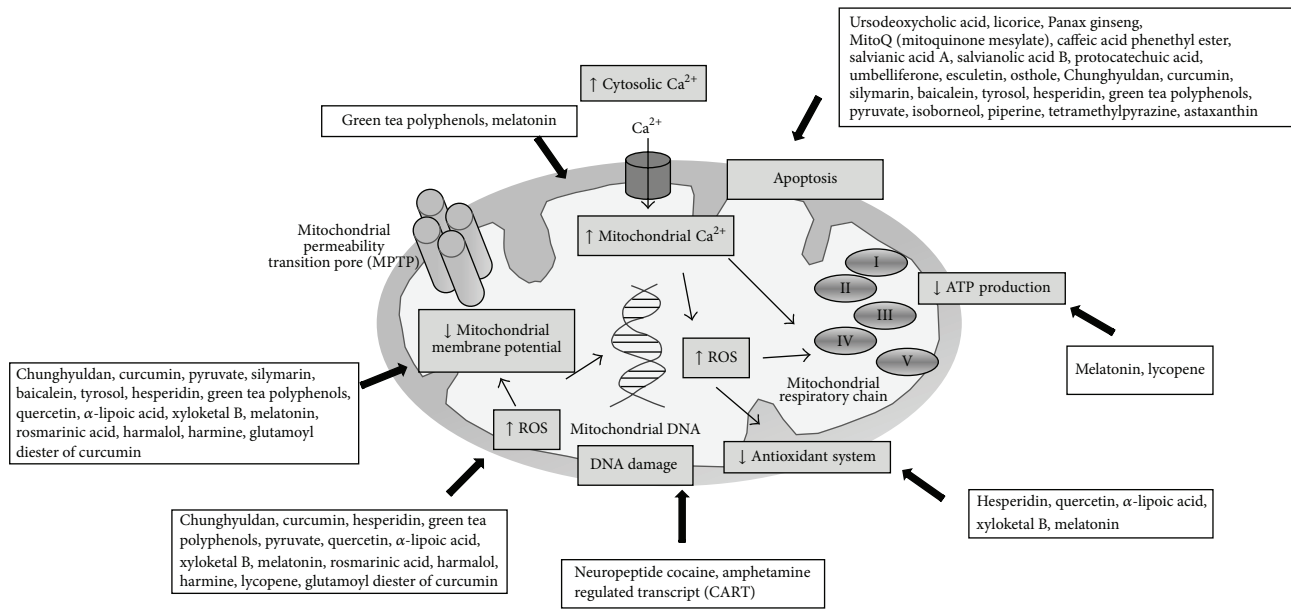 Ursodeoxycholic acid, licorice, Panax ginseng,
MitoQ (mitoquinone mesylate), caffeic acid phenethyl ester,
salvianic acid A, salvianolic acid B, protocatechuic acid,
umbelliferone, esculetin, osthole, Chunghyuldan, curcumin,
silymarin, baicalein, tyrosol, hesperidin, green tea polyphenols,
pyruvate, isoborneol, piperine, tetramethylpyrazine, astaxanthin
↑ Cytosolic Ca²⁺
Green tea polyphenols, melatonin
Ca²⁺
Apoptosis
Mitochondrial
permeability
transition pore (MPTP)
↑ Mitochondrial Ca²⁺
I
II
III
IV
V
↓ ATP production
↓ Mitochondrial
membrane potential
↑ ROS
Mitochondrial
respiratory chain
Melatonin, lycopene
Chunghyuldan, curcumin, pyruvate, silymarin,
baicalein, tyrosol, hesperidin, green tea polyphenols,
quercetin, α-lipoic acid, xyloketal B, melatonin,
rosmarinic acid, harmalol, harmine, glutamoyl
diester of curcumin
↑ ROS
Mitochondrial DNA
DNA damage
↓ Antioxidant system
Hesperidin, quercetin, α-lipoic acid,
xyloketal B, melatonin
Chunghyuldan, curcumin, hesperidin, green tea
polyphenols, pyruvate, quercetin, α-lipoic acid,
xyloketal B, melatonin, rosmarinic acid, harmalol,
harmine, lycopene, glutamoyl diester of curcumin
Neuropeptide cocaine, amphetamine
regulated transcript (CART)